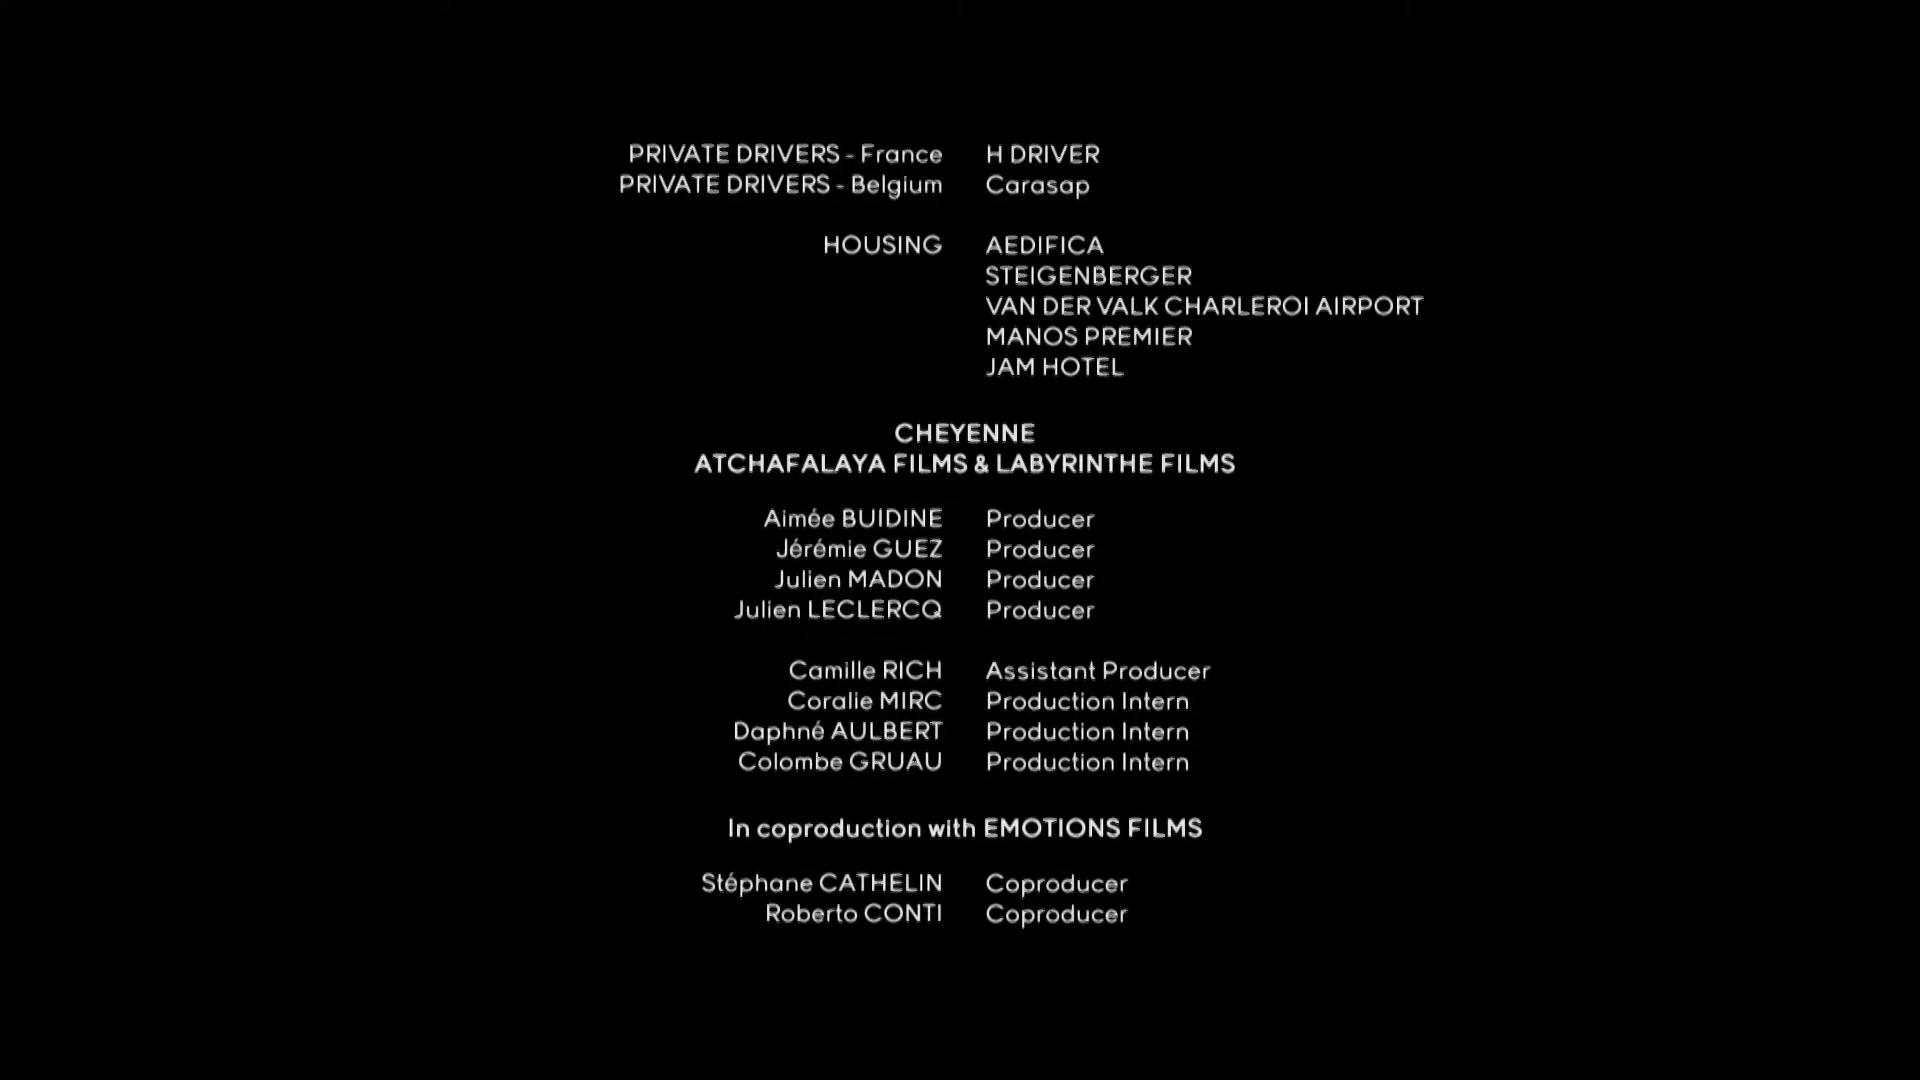 PRIVATE DRIVERS - France H DRIVER
PRIVATE DRIVERS - Belgium Carasap
HOUSING AEDIFICA
STEIGENBERGER
VAN DER VALK CHARLEROI AIRPORT
MANOS PREMIER
JAM HOTEL
CHEYENNE
ATCHAFALAYA FILMS & LABYRINTHE FILMS
Aimée BUIDINE Producer
Jérémie GUEZ Producer
Julien MADON Producer
Julien LECLERCQ Producer
Camille RICH Assistant Producer
Coralie MIRC Production Intern
Daphné AULBERT Production Intern
Colombe GRUAU Production Intern
In coproduction with EMOTIONS FILMS
Stéphane CATHELIN Coproducer
Roberto CONTI Coproducer